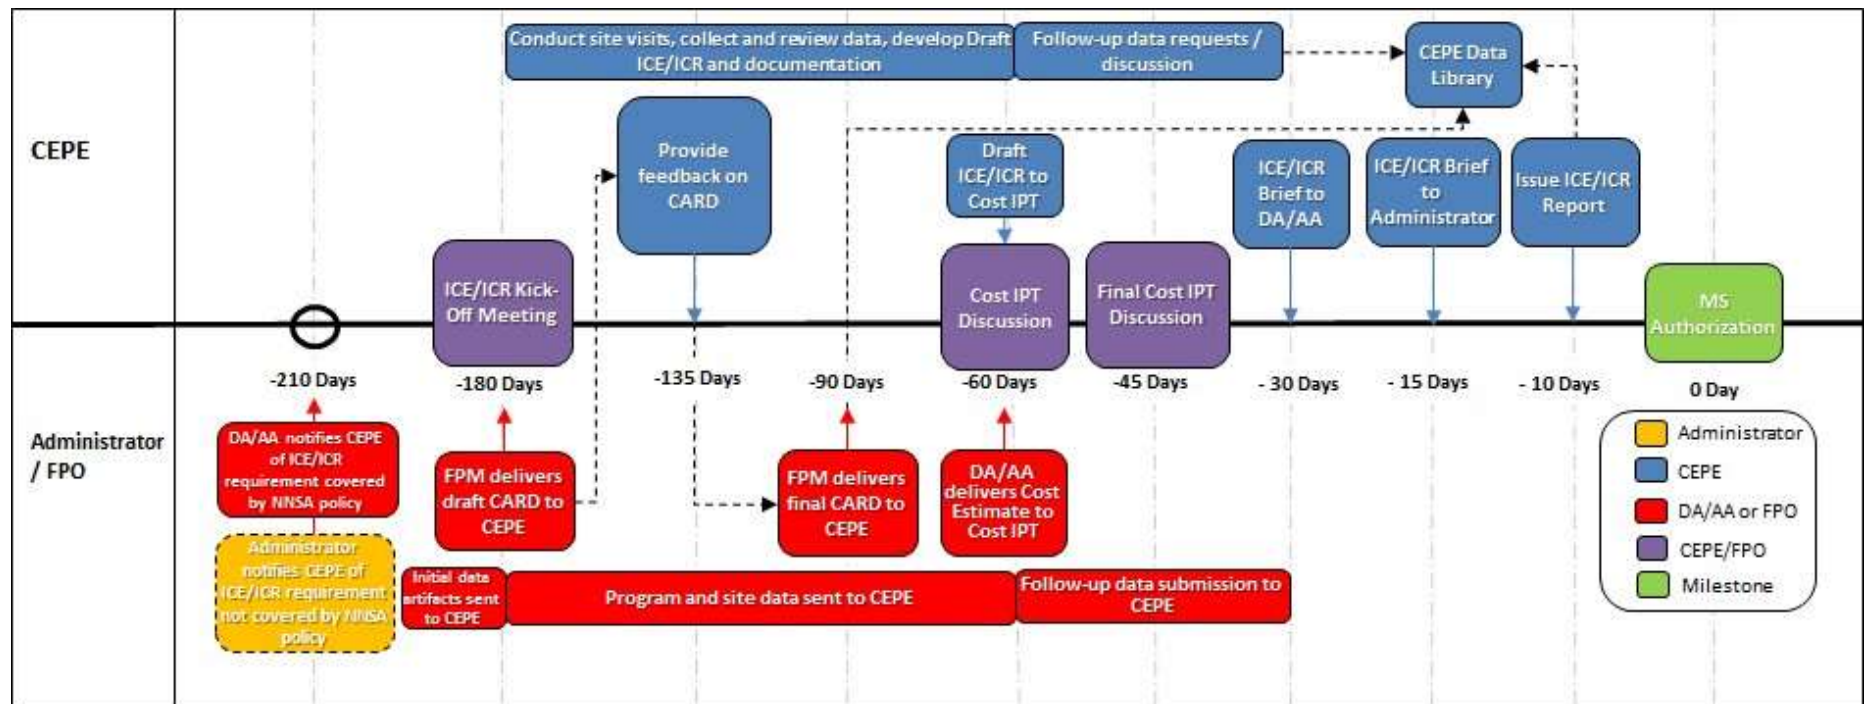 Conduct site visits, collect and review data, develop Draft
ICE/ICR and documentation
Follow-up data requests /
discussion
CEPE Data
Library
CEPE
Provide
feedback on
CARD
Draft
ICE/ICR to
Cost IPT
ICE/ICR
Brief to
DA/AA
ICE/ICR Brief
to
Administrator
Issue ICE/ICR
Report
ICE/ICR Kick-
Off Meeting
Cost IPT
Discussion
Final Cost IPT
Discussion
MS
Authorization
-210 Days
-180 Days
-135 Days
-90 Days
-60 Days
-45 Days
- 30 Days
- 15 Days
- 10 Days
0 Day
Administrator
/ FPO
DA/AA notifies CEPE
of ICE/ICR
requirement covered
by NNSA policy
FPM delivers
draft CARD to
CEPE
FPM delivers
final CARD to
CEPE
DA/AA
delivers Cost
Estimate to
Cost IPT
Administrator
notifies CEPE of
ICE/ICR requirement
not covered by NNSA
policy
Initial data
artifacts sent
to CEPE
Program and site data sent to CEPE
Follow-up data submission to
CEPE
Administrator
CEPE
DA/AA or FPO
CEPE/FPO
Milestone